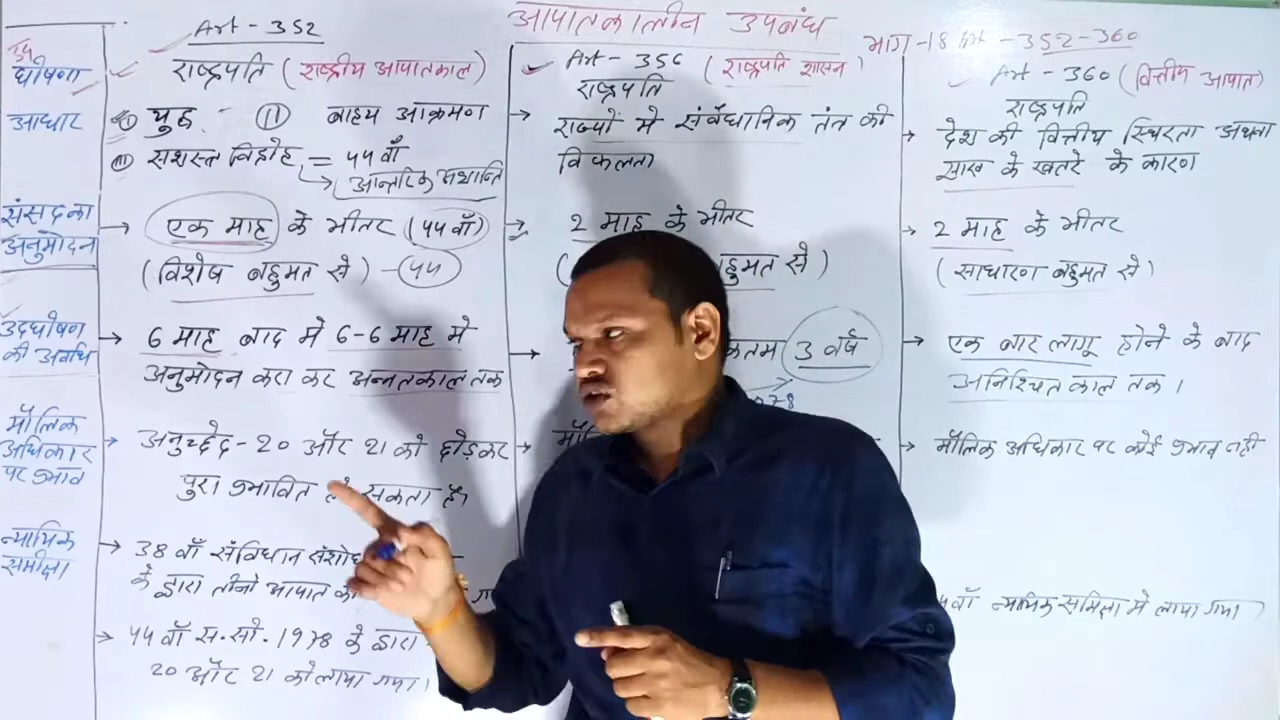 आपातकालीन उपबंध
भाग-18 Art - 352-360
Art - 352
घोषणा
राष्ट्रपति (राष्ट्रीय आपातकाल)
आधार
(i) युद्ध (ii) बाह्य आक्रमण
(iii) सशस्त्र विद्रोह = 44वाँ
आन्तरिक अशान्ति
संसद का
अनुमोदन
एक माह के भीतर (44वाँ)
(विशेष बहुमत से) - 44
उद्घोषणा
की अवधि
6 माह बाद में 6-6 माह में
अनुमोदन करा कर अनन्तकाल तक
मौलिक
अधिकार
पर प्रभाव
अनुच्छेद - 20 और 21 को छोड़कर
पुरा प्रभावित हो सकता है।
न्यायिक
समीक्षा
38 वाँ संविधान
के द्वारा तीनो आपात
44 वाँ स. सो. 1978 के द्वारा
20 और 21 को लाया गया।
Art - 356 (राष्ट्रपति शासन)
राष्ट्रपति
राज्यों में संवैधानिक तंत्र की
विफलता
2 माह के भीतर
बहुमत से)
3 वर्ष
Art - 360 (वित्तीय आपात)
राष्ट्रपति
देश की वित्तीय स्थिरता अथवा
साख के खतरे के कारण
2 माह के भीतर
(साधारण बहुमत से)
एक बार लागू होने के बाद
अनिश्चित काल तक।
मौलिक अधिकार पर कोई प्रभाव नहीं
वाँ न्यायिक समिक्षा में लाया गया